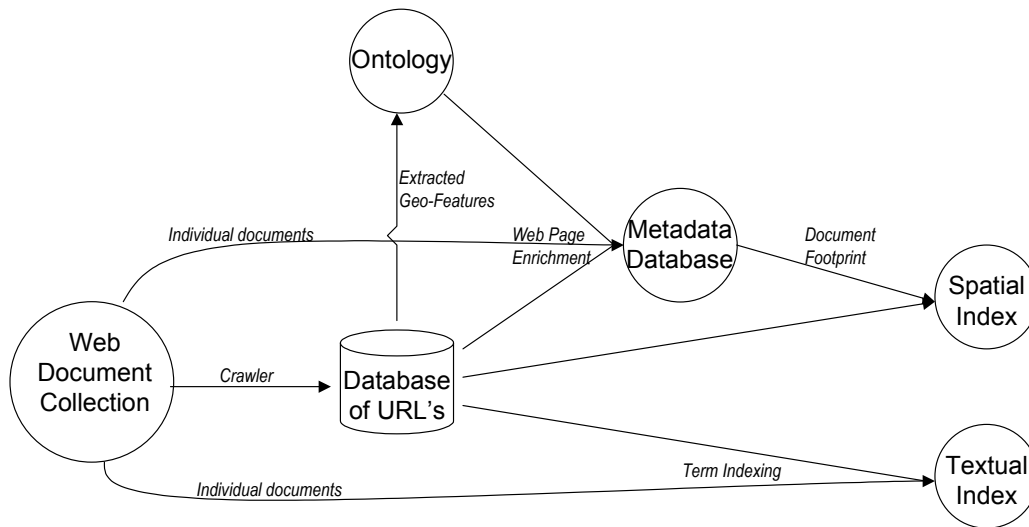 Ontology
Extracted
Geo-Features
Individual documents
Web Page
Enrichment
Metadata
Database
Document
Footprint
Spatial
Index
Web
Document
Collection
Crawler
Database
of URL's
Term Indexing
Individual documents
Textual
Index